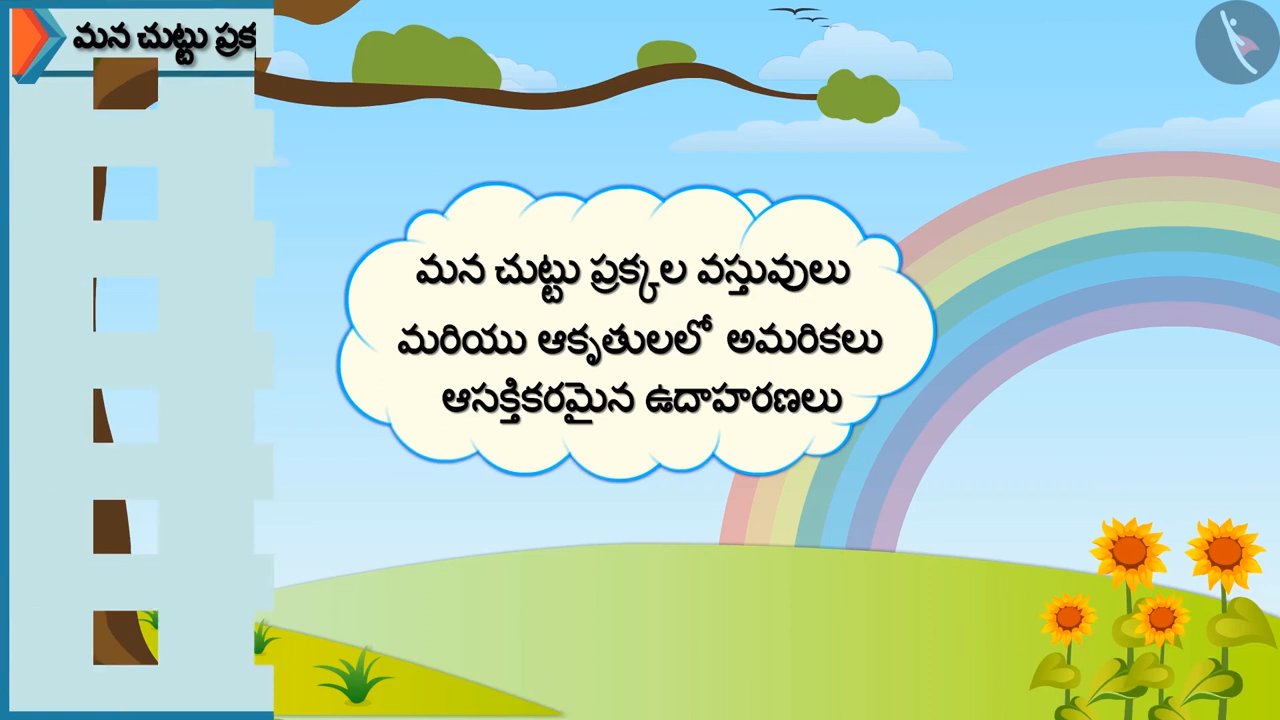 మన చుట్టు ప్రక
మన చుట్టు ప్రక్కల వస్తువులు
మరియు ఆకృతులలో అమరికలు
ఆసక్తికరమైన ఉదాహరణలు